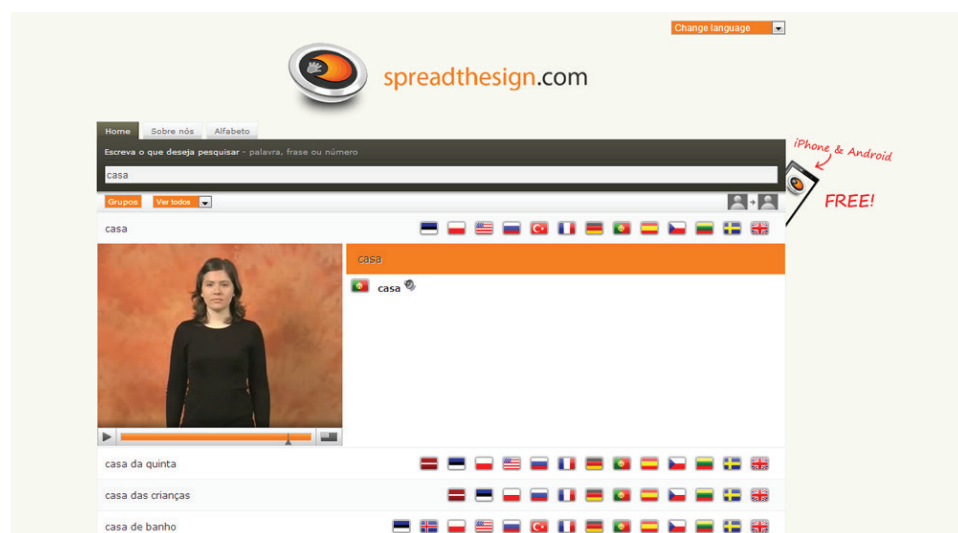 Change language
spreadthesign.com
Home Sobre nós Alfabeto
Escreva o que deseja pesquisar - palavra, frase ou número
casa
iPhone & Android
FREE!
Grupos Ver todos
casa
casa
casa
casa da quinta
casa das crianças
casa de banho